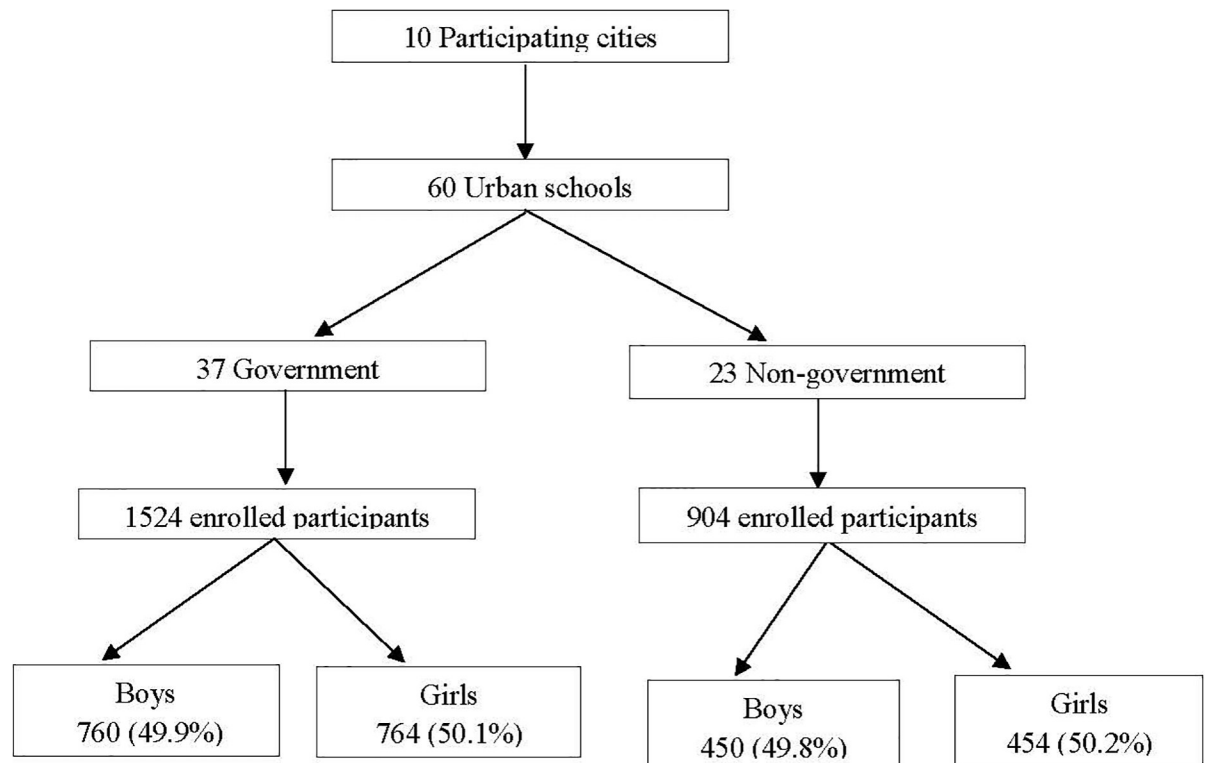 10 Participating cities
60 Urban schools
37 Government
23 Non-government
1524 enrolled participants
904 enrolled participants
Boys
760 (49.9%)
Girls
764 (50.1%)
Boys
450 (49.8%)
Girls
454 (50.2%)